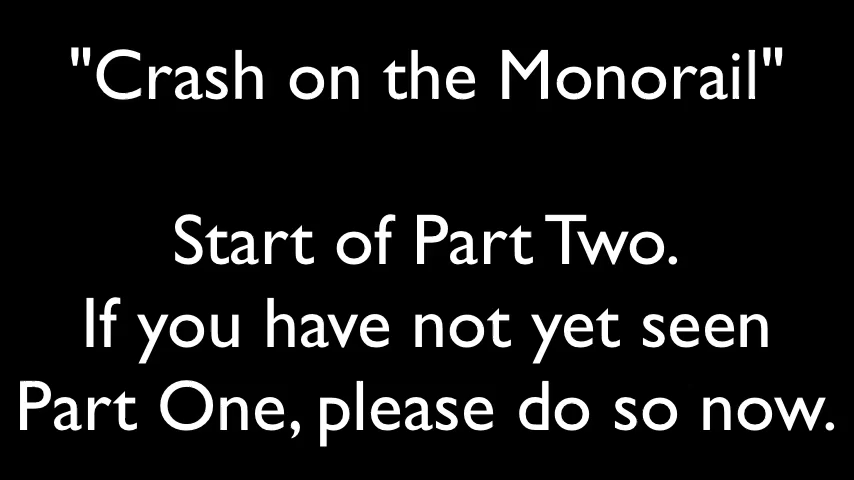 "Crash on the Monorail"
Start of Part Two.
If you have not yet seen
Part One, please do so now.